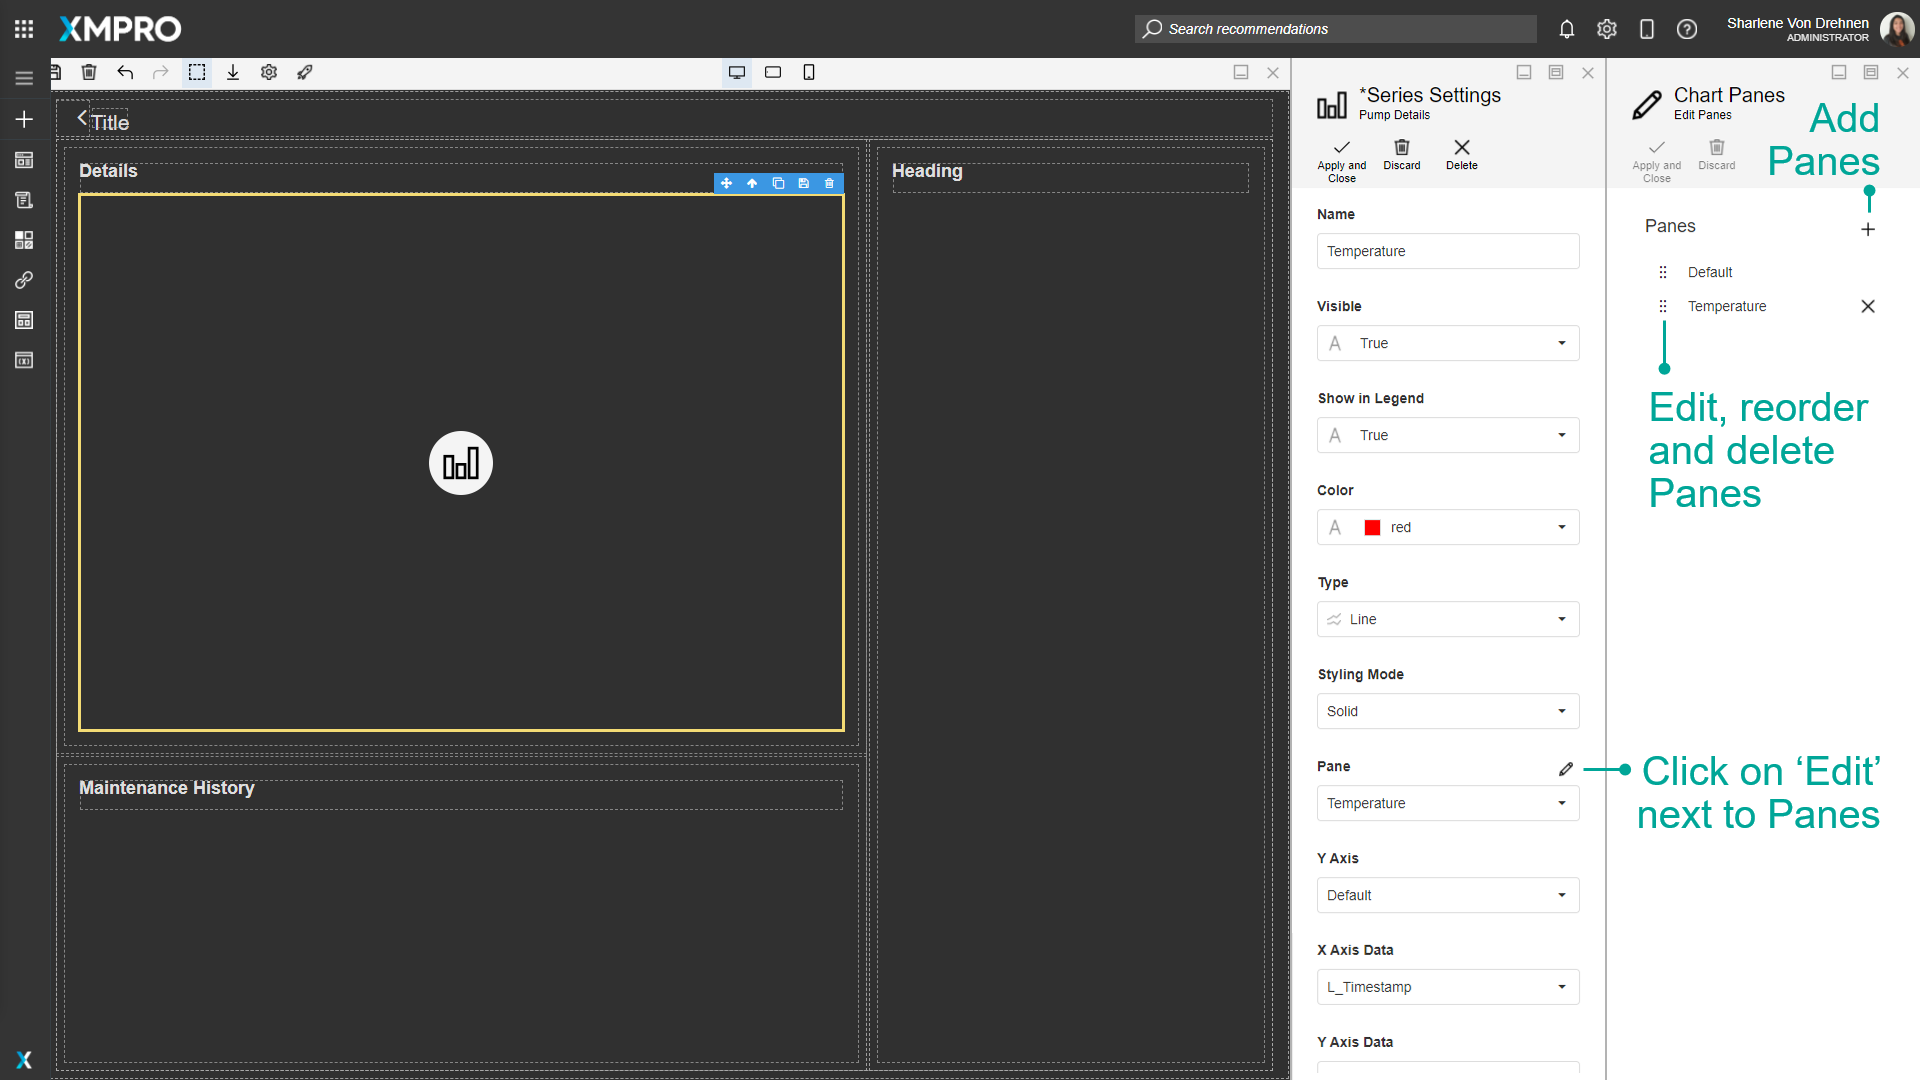 XMPRO
Search recommendations
Sharlene Von Drehnen
ADMINISTRATOR
Title
Details
Heading
Maintenance History
*Series Settings
Pump Details
Apply and
Close
Discard
Delete
Name
Temperature
Visible
True
Show in Legend
True
Color
red
Type
Line
Styling Mode
Solid
Pane
Temperature
Y Axis
Default
X Axis Data
L_Timestamp
Y Axis Data
Chart Panes
Edit Panes
Apply and
Close
Discard
Add
Panes
Panes
Default
Temperature
Edit, reorder
and delete
Panes
Click on ‘Edit’
next to Panes